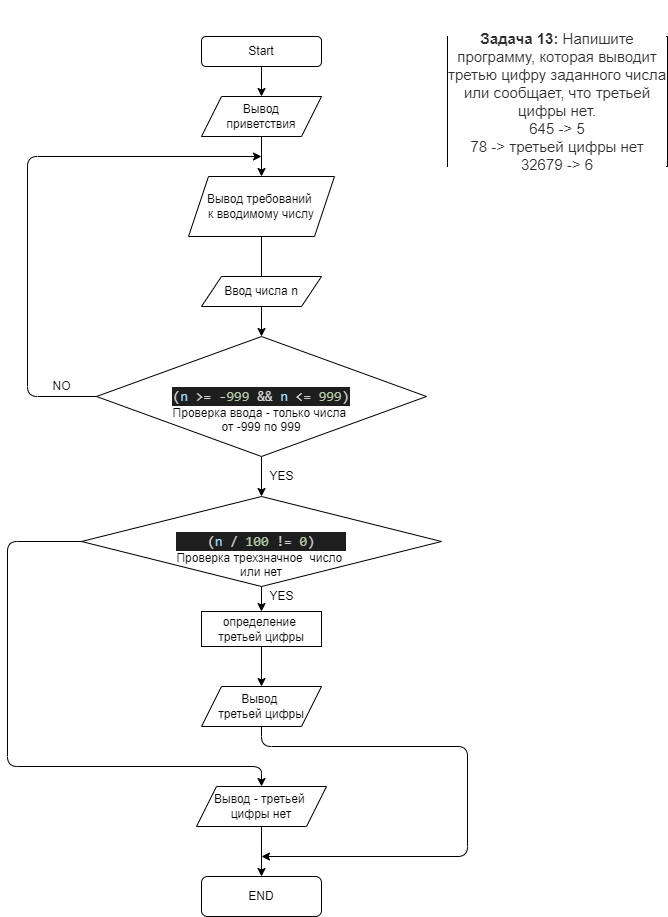 Start
Задача 13: Напишите
программу, которая выводит
третью цифру заданного числа
или сообщает, что третьей
цифры нет.
645 -> 5
78 -> третьей цифры нет
32679 -> 6
Вывод
приветствия
Вывод требований
к вводимому числу
Ввод числа n
NO
(n >= -999 && n <= 999)
Проверка ввода - только числа
от -999 по 999
YES
(n / 100 != 0)
Проверка трехзначное число
или нет
YES
определение
третьей цифры
Вывод
третьей цифры
Вывод - третьей
цифры нет
END